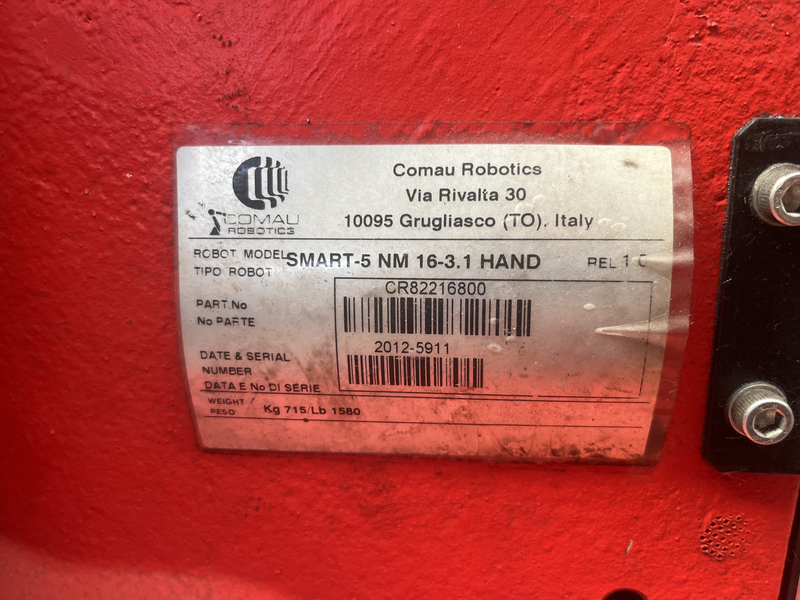 COMAU
ROBOTICS
Comau Robotics
Via Rivalta 30
10095 Grugliasco (TO). Italy
ROBOT MODEL
TIPO ROBOT
SMART-5 NM 16-3.1 HAND
REL
PART.No
No PARTE
CR82216800
DATE & SERIAL
NUMBER
DATA E No DI SERIE
2012-5911
WEIGHT/
PESO
Kg 715/Lb 1580